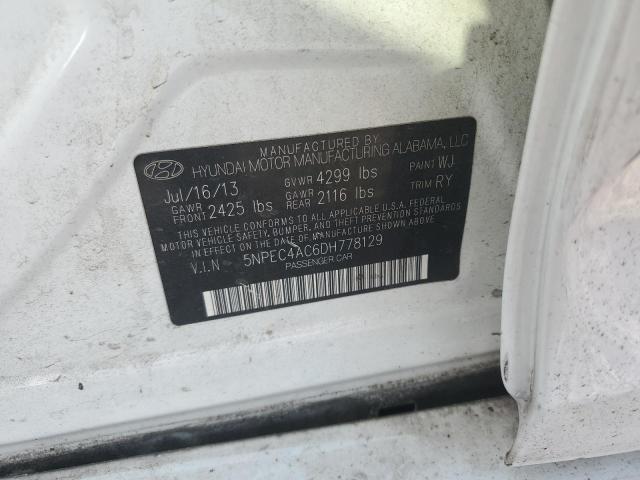 MANUFACTURED BY
HYUNDAI MOTOR MANUFACTURING ALABAMA, LLC
Jul/16/13 GVWR 4299 lbs PAINT WJ
GAWR FRONT 2425 lbs GAWR REAR 2116 lbs TRIM RY
THIS VEHICLE CONFORMS TO ALL APPLICABLE U.S.A. FEDERAL
MOTOR VEHICLE SAFETY, BUMPER, AND THEFT PREVENTION STANDARDS
IN EFFECT ON THE DATE OF MANUFACTURE SHOWN ABOVE.
V.I.N 5NPEC4AC6DH778129
PASSENGER CAR